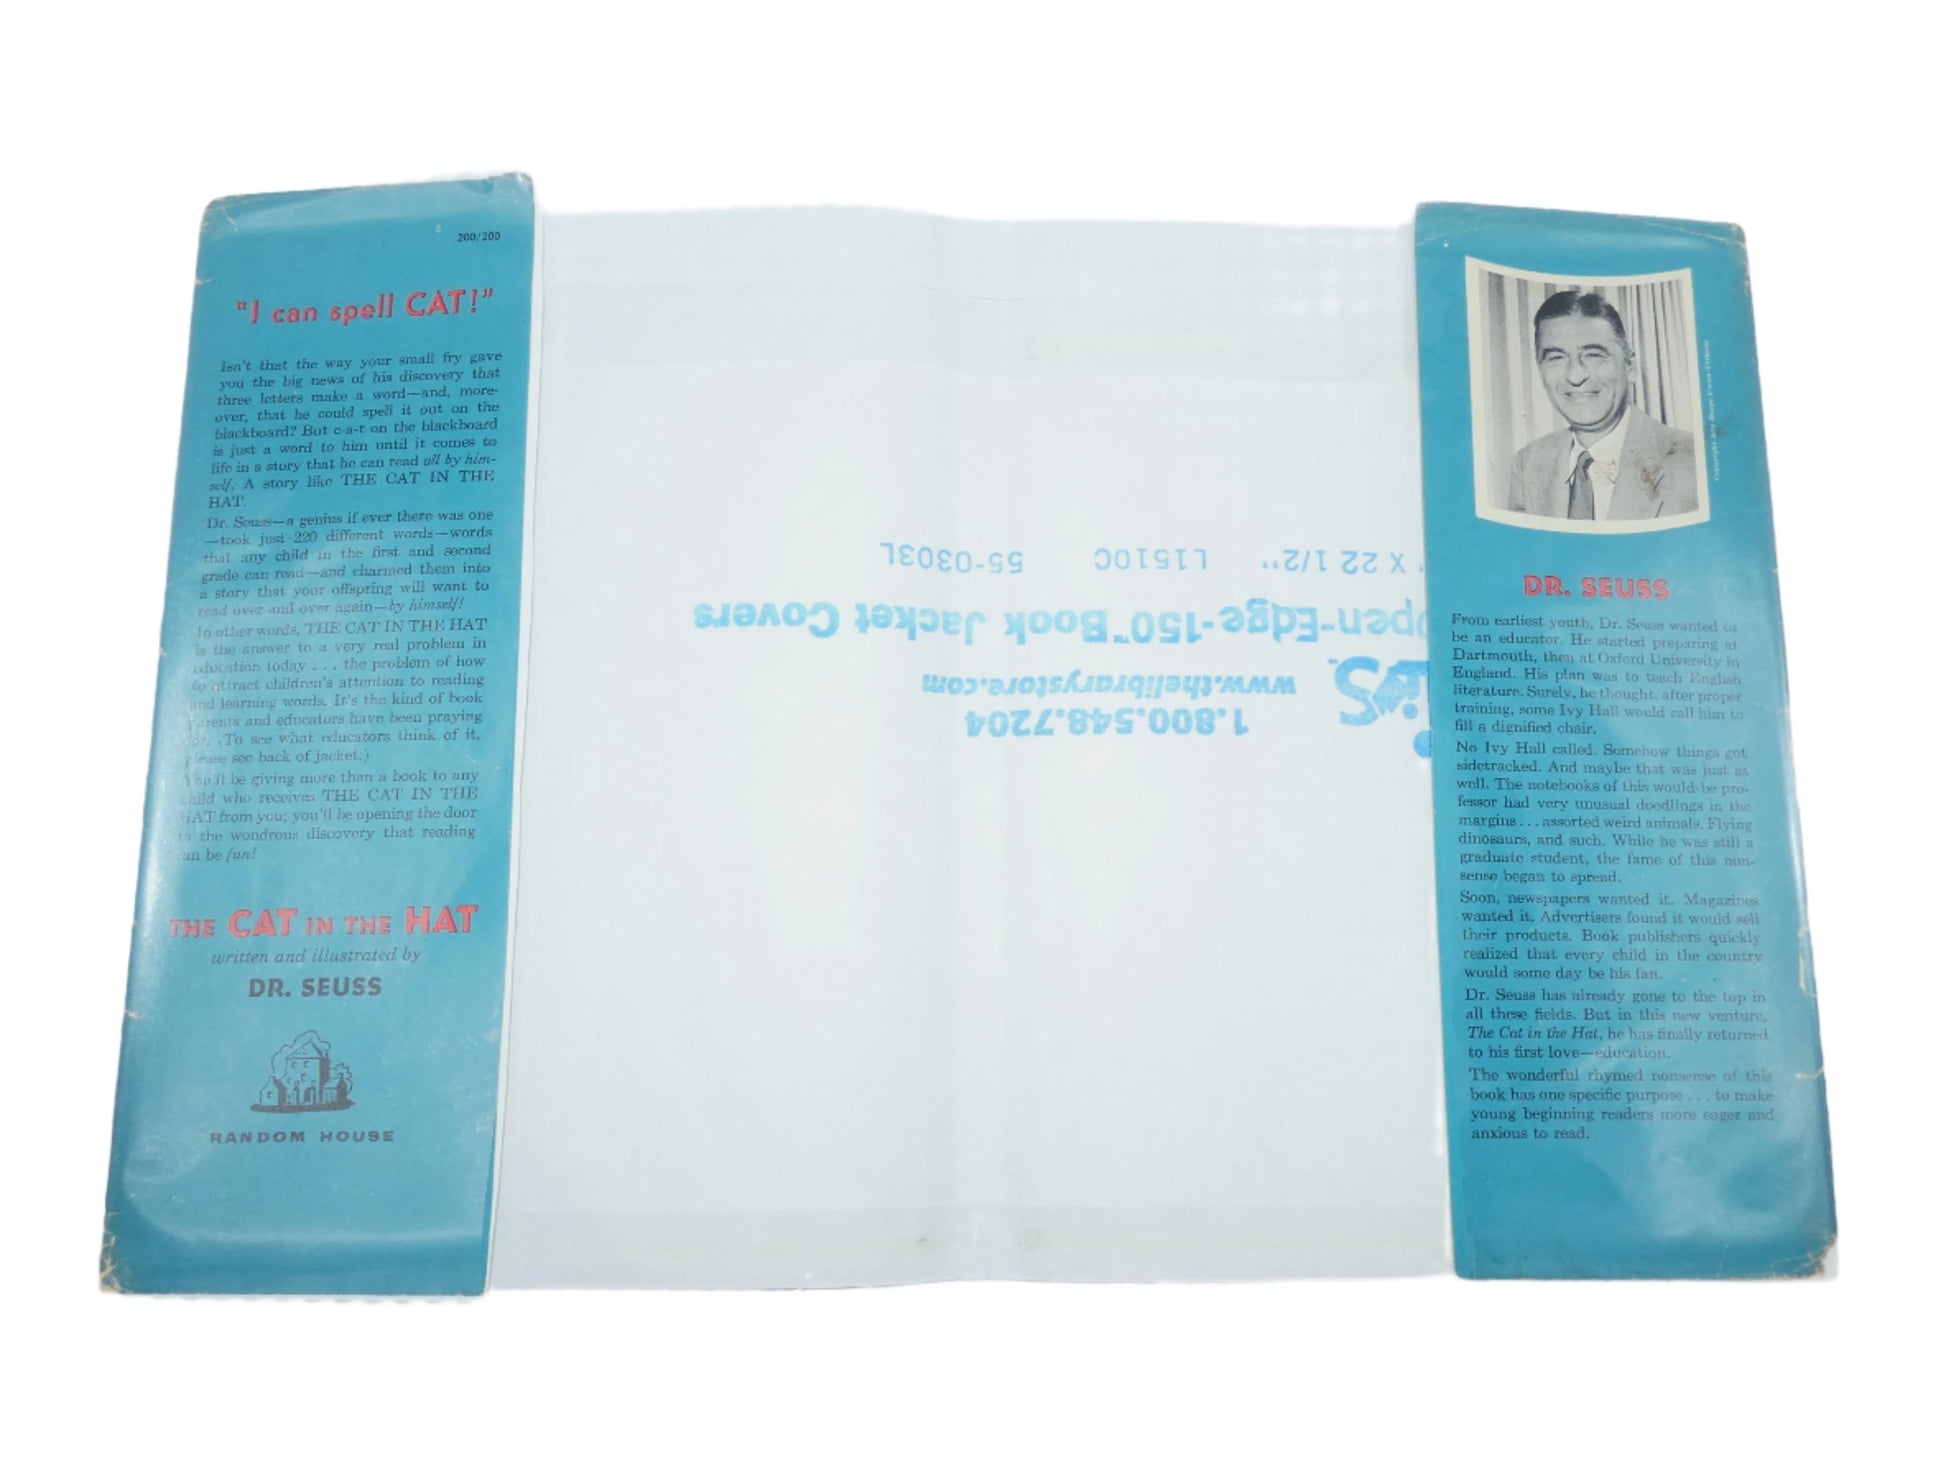 200/200
"I can spell CAT!"
Isn't that the way your small fry gave
you the big news of his discovery that
three letters make a word—and, more-
over, that he could spell it out on the
blackboard? But c-a-t on the blackboard
is just a word to him until it comes to
life in a story that he can read all by him-
self. A story like THE CAT IN THE
HAT.
Dr. Seuss—a genius if ever there was one
—took just 220 different words—words
that any child in the first and second
grade can read—and charmed them into
a story that your offspring will want to
read over and over again—by himself!
In other words, THE CAT IN THE HAT
is the answer to a very real problem in
education today . . . the problem of how
to attract children's attention to reading
and learning words. It's the kind of book
parents and educators have been praying
for. (To see what educators think of it,
please see back of jacket.)
You'll be giving more than a book to any
child who receives THE CAT IN THE
HAT from you; you'll be opening the door
to the wondrous discovery that reading
can be fun!
THE CAT IN THE HAT
written and illustrated by
DR. SEUSS
RANDOM HOUSE
1.800.548.7204
www.thelibrarystore.com
pen-Edge-150™ Book Jacket Covers
" X 22 1/2" L1510C 55-0303L
DR. SEUSS
From earliest youth, Dr. Seuss wanted to
be an educator. He started preparing at
Dartmouth, then at Oxford University in
England. His plan was to teach English
literature. Surely, he thought, after proper
training, some Ivy Hall would call him to
fill a dignified chair.
No Ivy Hall called. Somehow things got
sidetracked. And maybe that was just as
well. The notebooks of this would-be pro-
fessor had very unusual doodlings in the
margins . . . assorted weird animals. Flying
dinosaurs, and such. While he was still a
graduate student, the fame of this non-
sense began to spread.
Soon, newspapers wanted it. Magazines
wanted it. Advertisers found it would sell
their products. Book publishers quickly
realized that every child in the country
would some day be his fan.
Dr. Seuss has already gone to the top in
all these fields. But in this new venture,
The Cat in the Hat, he has finally returned
to his first love—education.
The wonderful rhymed nonsense of this
book has one specific purpose . . . to make
young beginning readers more eager and
anxious to read.